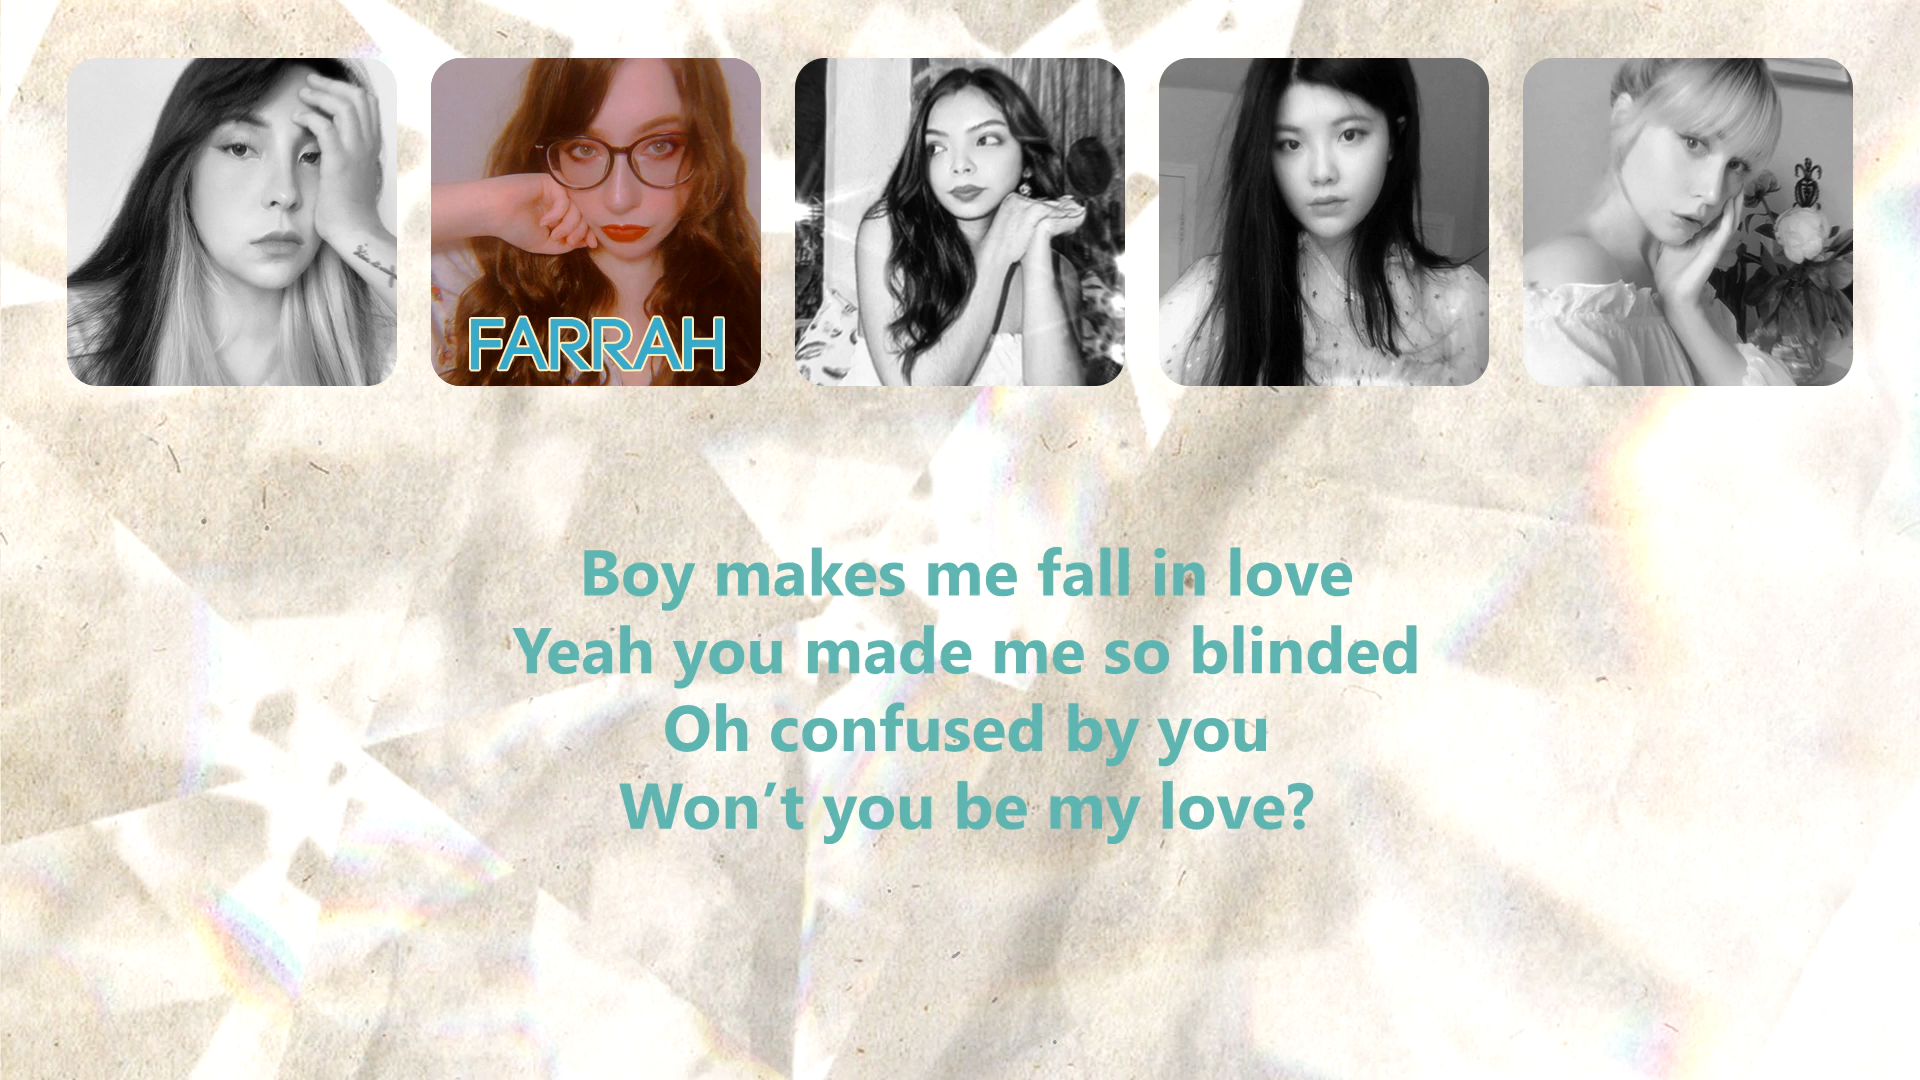 FARRAH
Boy makes me fall in love
Yeah you made me so blinded
Oh confused by you
Won’t you be my love?